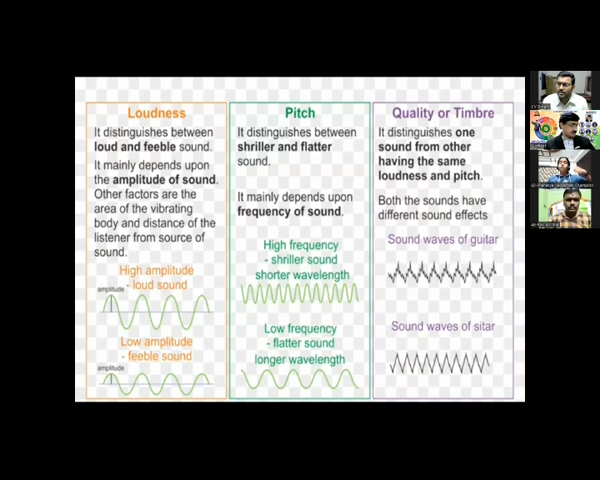 Loudness
It distinguishes between
loud and feeble sound.
It mainly depends upon
the amplitude of sound.
Other factors are the
area of the vibrating
body and distance of the
listener from source of
sound.
High amplitude
- loud sound
amplitude
Low amplitude
- feeble sound
amplitude
Pitch
It distinguishes between
shriller and flatter
sound.
It mainly depends upon
frequency of sound.
High frequency
- shriller sound
shorter wavelength
Low frequency
- flatter sound
longer wavelength
Quality or Timbre
It distinguishes one
sound from other
having the same
loudness and pitch.
Both the sounds have
different sound effects
Sound waves of guitar
Sound waves of sitar